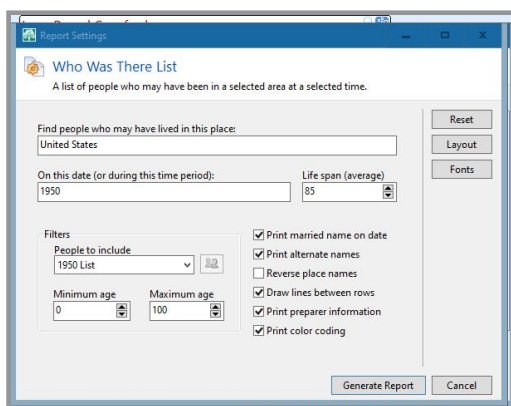 Report Settings
Who Was There List
A list of people who may have been in a selected area at a selected time.
Find people who may have lived in this place:
United States
On this date (or during this time period):
1950
Life span (average)
85
Filters
People to include
1950 List
Minimum age
0
Maximum age
100
Print married name on date
Print alternate names
Reverse place names
Draw lines between rows
Print preparer information
Print color coding
Reset
Layout
Fonts
Generate Report
Cancel